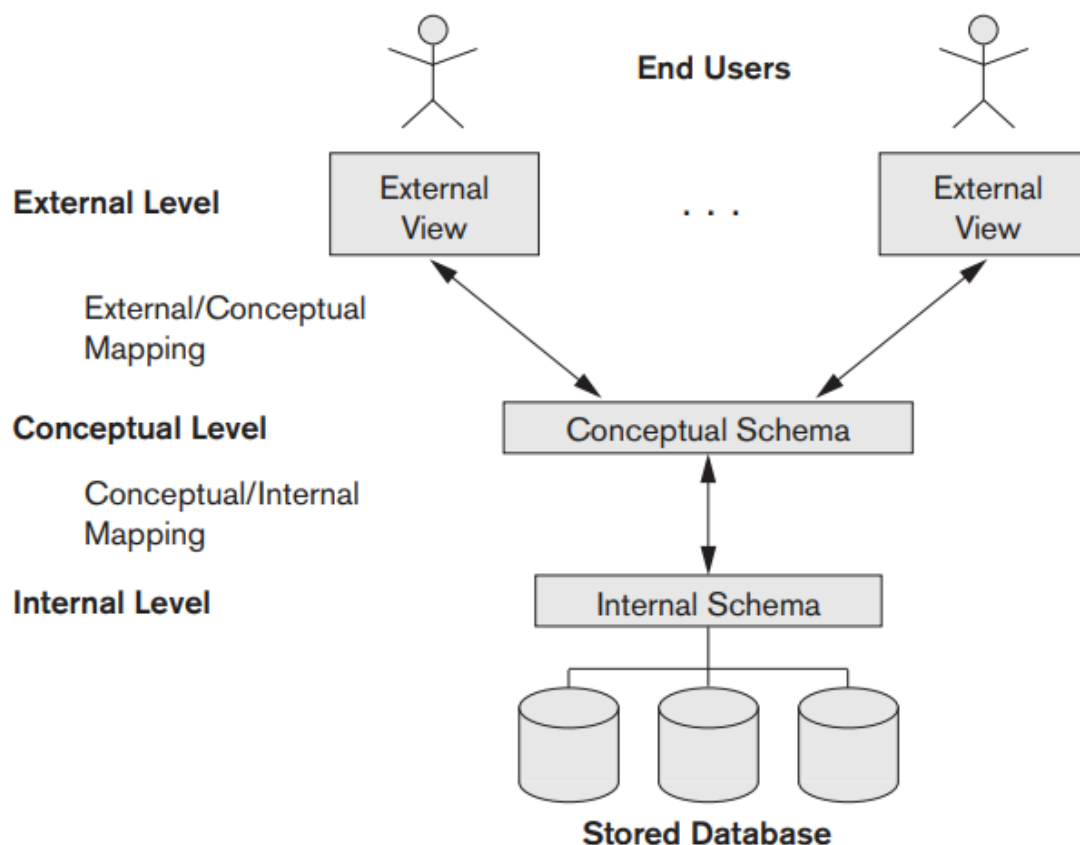 End Users
External Level
External
View
. . .
External
View
External/Conceptual
Mapping
Conceptual Level
Conceptual Schema
Conceptual/Internal
Mapping
Internal Level
Internal Schema
Stored Database